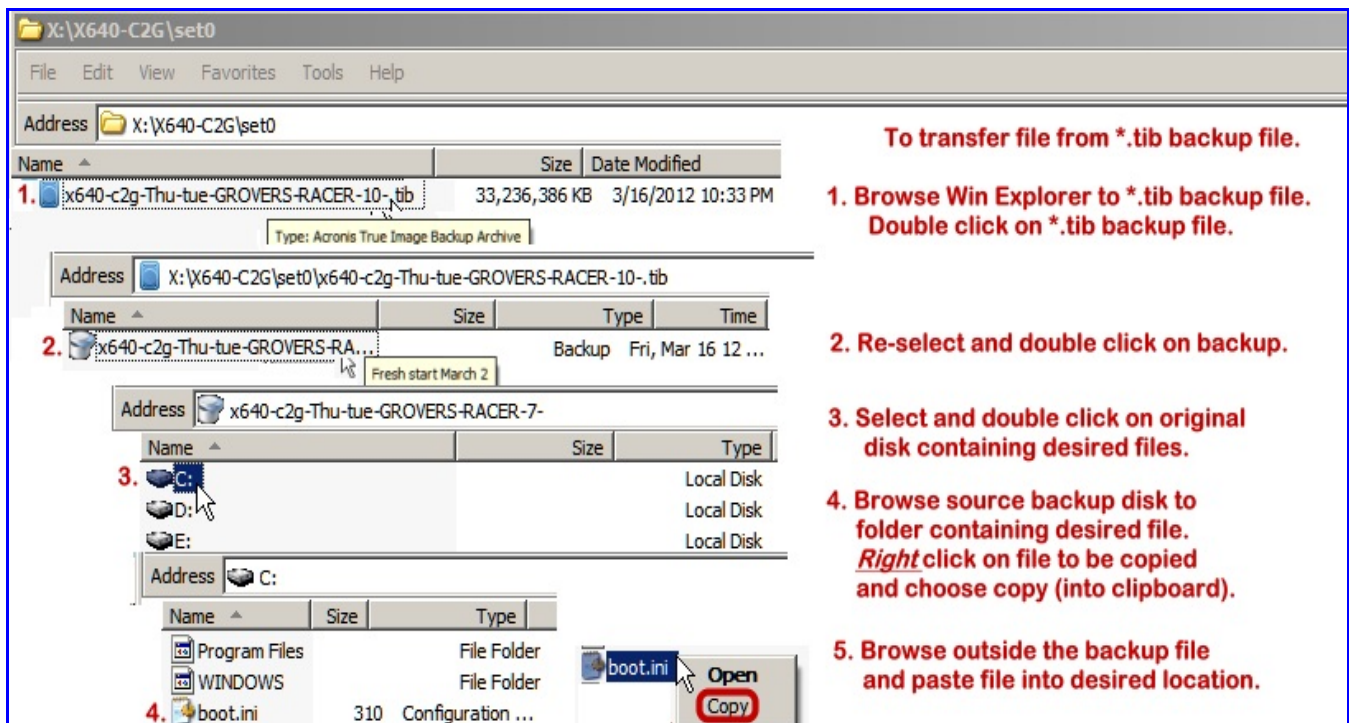 X:\X640-C2G\set0
File Edit View Favorites Tools Help
Address X:\X640-C2G\set0
Name Size Date Modified
1. x640-c2g-Thu-tue-GROVERS-RACER-10-.tib 33,236,386 KB 3/16/2012 10:33 PM
Type: Acronis True Image Backup Archive
Address X:\X640-C2G\set0\x640-c2g-Thu-tue-GROVERS-RACER-10-.tib
Name Size Type Time
2. x640-c2g-Thu-tue-GROVERS-RA... Backup Fri, Mar 16 12 ...
Fresh start March 2
Address x640-c2g-Thu-tue-GROVERS-RACER-7-
Name Size Type
3. C: Local Disk
D: Local Disk
E: Local Disk
Address C:
Name Size Type
Program Files File Folder
WINDOWS File Folder
4. boot.ini 310 Configuration ...
boot.ini
Open
Copy
To transfer file from *.tib backup file.
1. Browse Win Explorer to *.tib backup file.
Double click on *.tib backup file.
2. Re-select and double click on backup.
3. Select and double click on original
disk containing desired files.
4. Browse source backup disk to
folder containing desired file.
Right click on file to be copied
and choose copy (into clipboard).
5. Browse outside the backup file
and paste file into desired location.